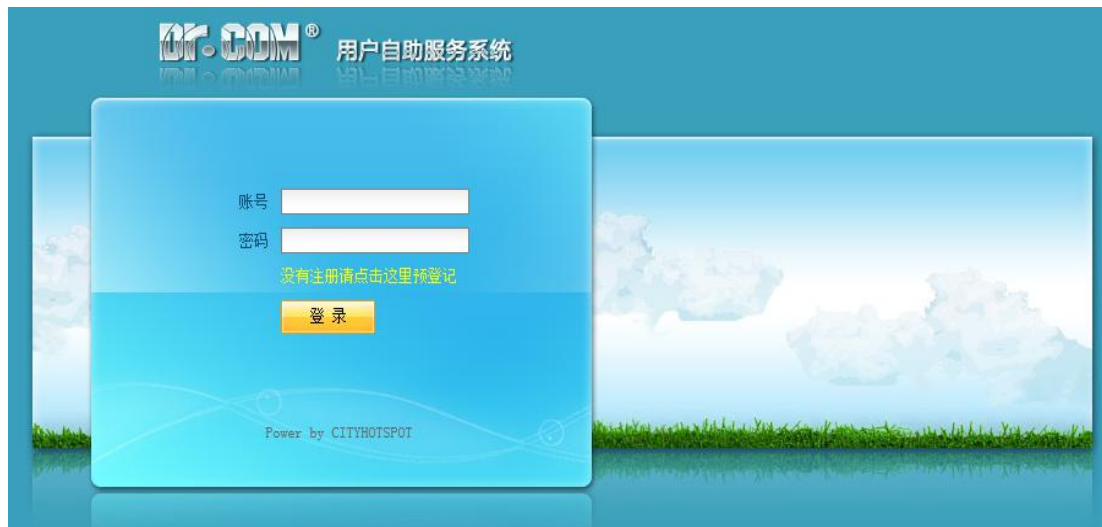 Dr.COM® 用户自助服务系统
账号
密码
没有注册请点击这里预登记
登 录
Power by CITYHOTSPOT